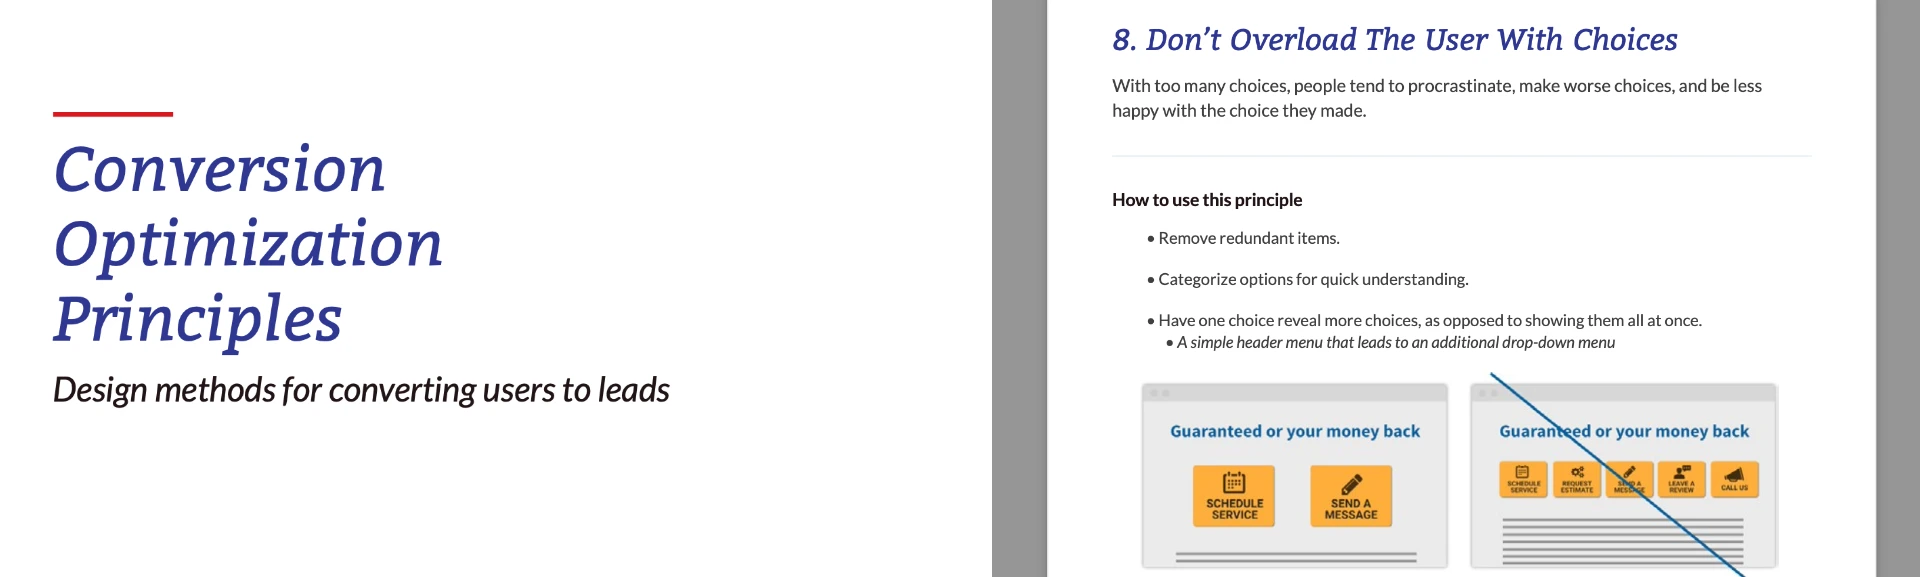 Conversion
Optimization
Principles
Design methods for converting users to leads
8. Don’t Overload The User With Choices
With too many choices, people tend to procrastinate, make worse choices, and be less
happy with the choice they made.
How to use this principle
• Remove redundant items.
• Categorize options for quick understanding.
• Have one choice reveal more choices, as opposed to showing them all at once.
• A simple header menu that leads to an additional drop-down menu
Guaranteed or your money back
SCHEDULE
SERVICE
SEND A
MESSAGE
Guaranteed or your money back
SCHEDULE
SERVICE
REQUEST
ESTIMATE
SEND A
MESSAGE
LEAVE A
REVIEW
CALL US